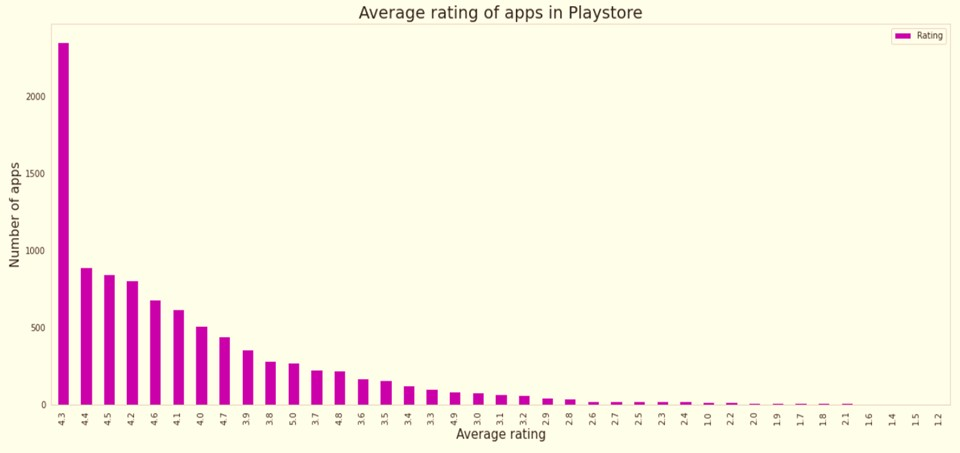 Average rating of apps in Playstore
Rating
Number of apps
2000
1500
1000
500
0
4.3 4.4 4.5 4.2 4.6 4.1 4.0 4.7 3.9 3.8 5.0 3.7 4.8 3.6 3.5 3.4 3.3 4.9 3.0 3.1 3.2 2.9 2.8 2.6 2.7 2.5 2.3 2.4 1.0 2.2 2.0 1.9 1.7 1.8 2.1 1.6 1.4 1.5 1.2
Average rating